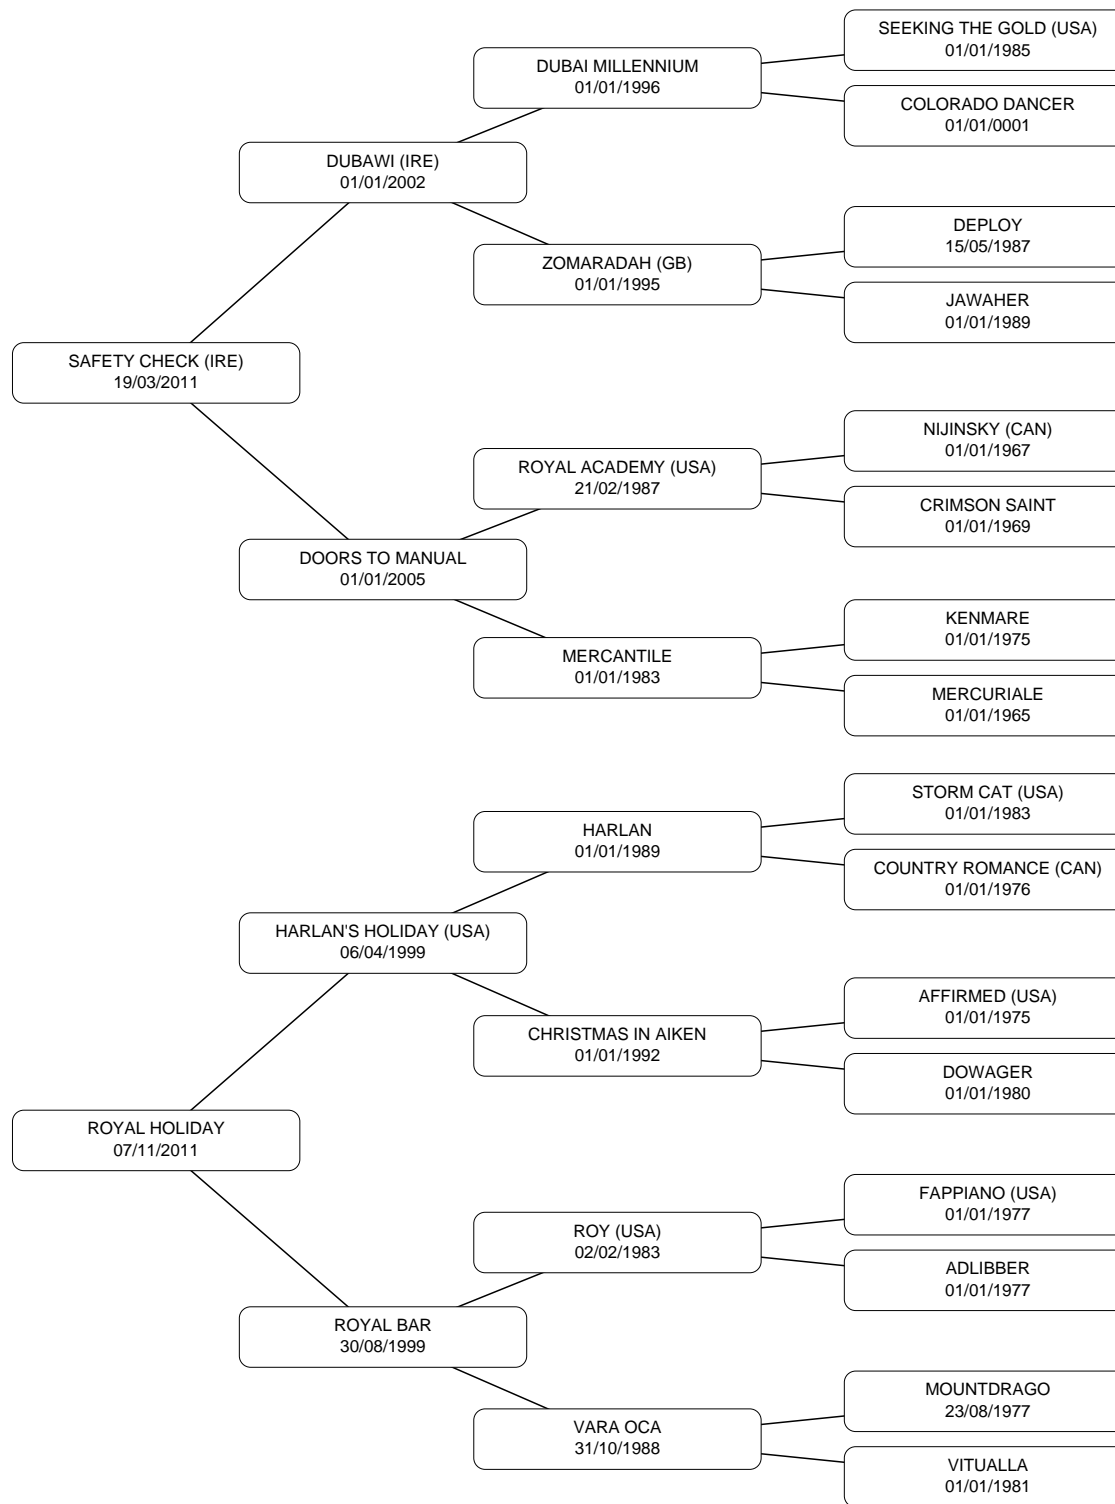 SEEKING THE GOLD (USA)
01/01/1985
DUBAI MILLENNIUM
01/01/1996
COLORADO DANCER
01/01/0001
DUBAWI (IRE)
01/01/2002
DEPLOY
15/05/1987
ZOMARADAH (GB)
01/01/1995
JAWAHER
01/01/1989
SAFETY CHECK (IRE)
19/03/2011
NIJINSKY (CAN)
01/01/1967
ROYAL ACADEMY (USA)
21/02/1987
CRIMSON SAINT
01/01/1969
DOORS TO MANUAL
01/01/2005
KENMARE
01/01/1975
MERCANTILE
01/01/1983
MERCURIALE
01/01/1965
STORM CAT (USA)
01/01/1983
HARLAN
01/01/1989
COUNTRY ROMANCE (CAN)
01/01/1976
HARLAN'S HOLIDAY (USA)
06/04/1999
AFFIRMED (USA)
01/01/1975
CHRISTMAS IN AIKEN
01/01/1992
DOWAGER
01/01/1980
ROYAL HOLIDAY
07/11/2011
FAPPIANO (USA)
01/01/1977
ROY (USA)
02/02/1983
ADLIBBER
01/01/1977
ROYAL BAR
30/08/1999
MOUNTDRAGO
23/08/1977
VARA OCA
31/10/1988
VITUALLA
01/01/1981